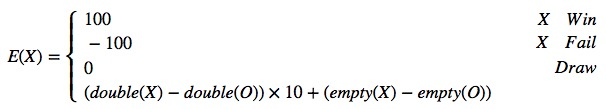 100 X Win
− 100 X Fail
E(X) = 0 Draw
(double(X) − double(O)) × 10 + (empty(X) − empty(O))